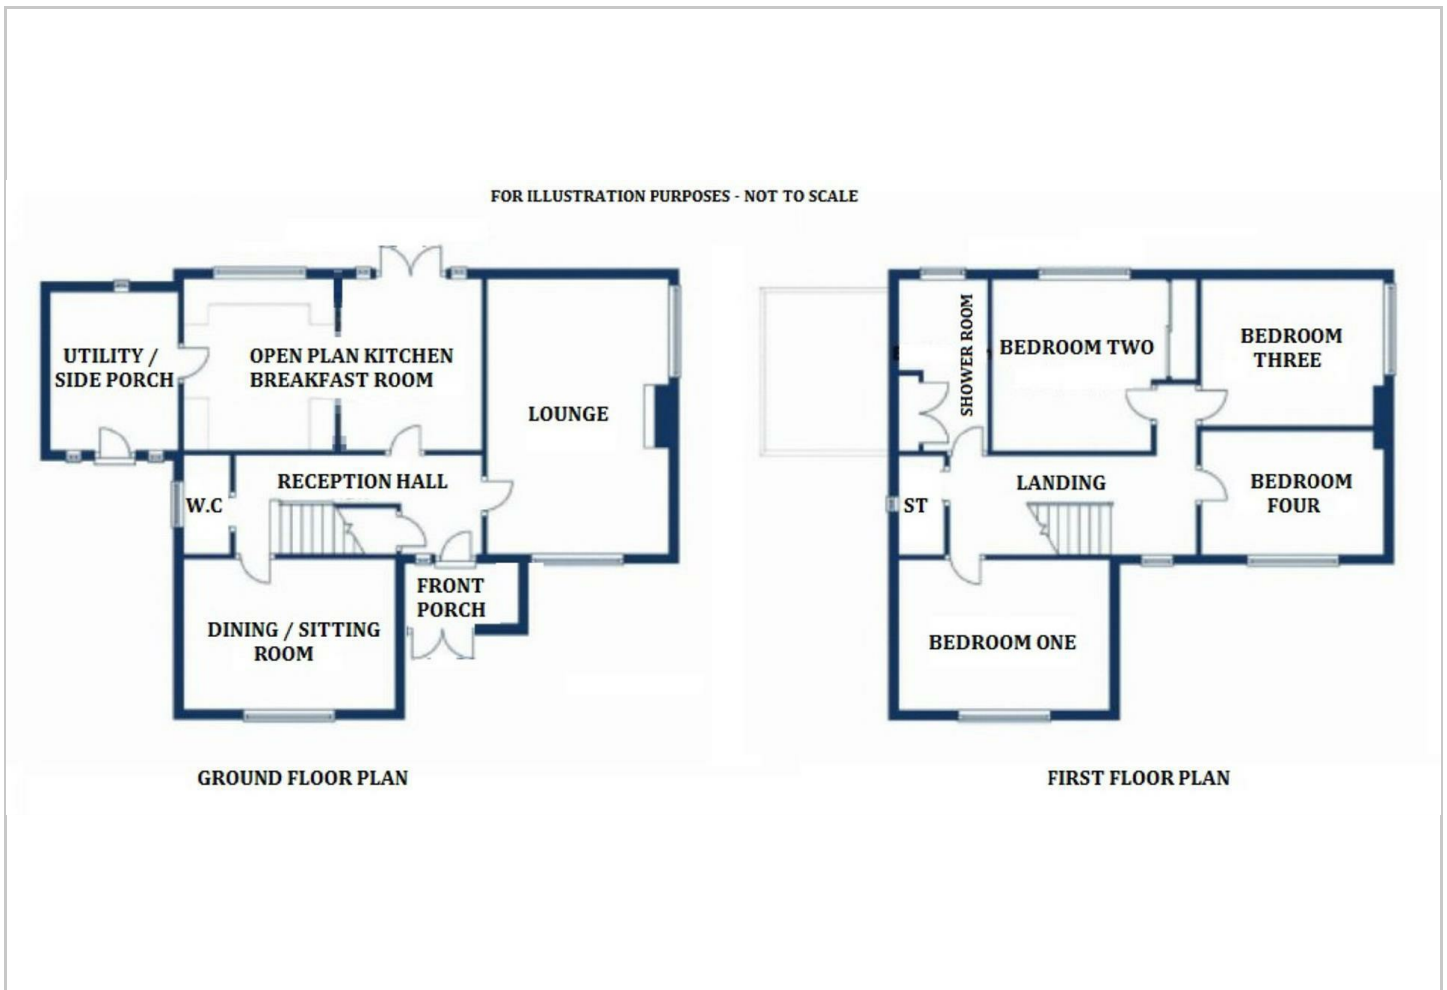 FOR ILLUSTRATION PURPOSES - NOT TO SCALE
UTILITY /
SIDE PORCH
OPEN PLAN KITCHEN
BREAKFAST ROOM
LOUNGE
RECEPTION HALL
W.C
FRONT
PORCH
DINING / SITTING
ROOM
GROUND FLOOR PLAN
SHOWER ROOM
BEDROOM TWO
BEDROOM
THREE
BEDROOM
FOUR
LANDING
ST
BEDROOM ONE
FIRST FLOOR PLAN